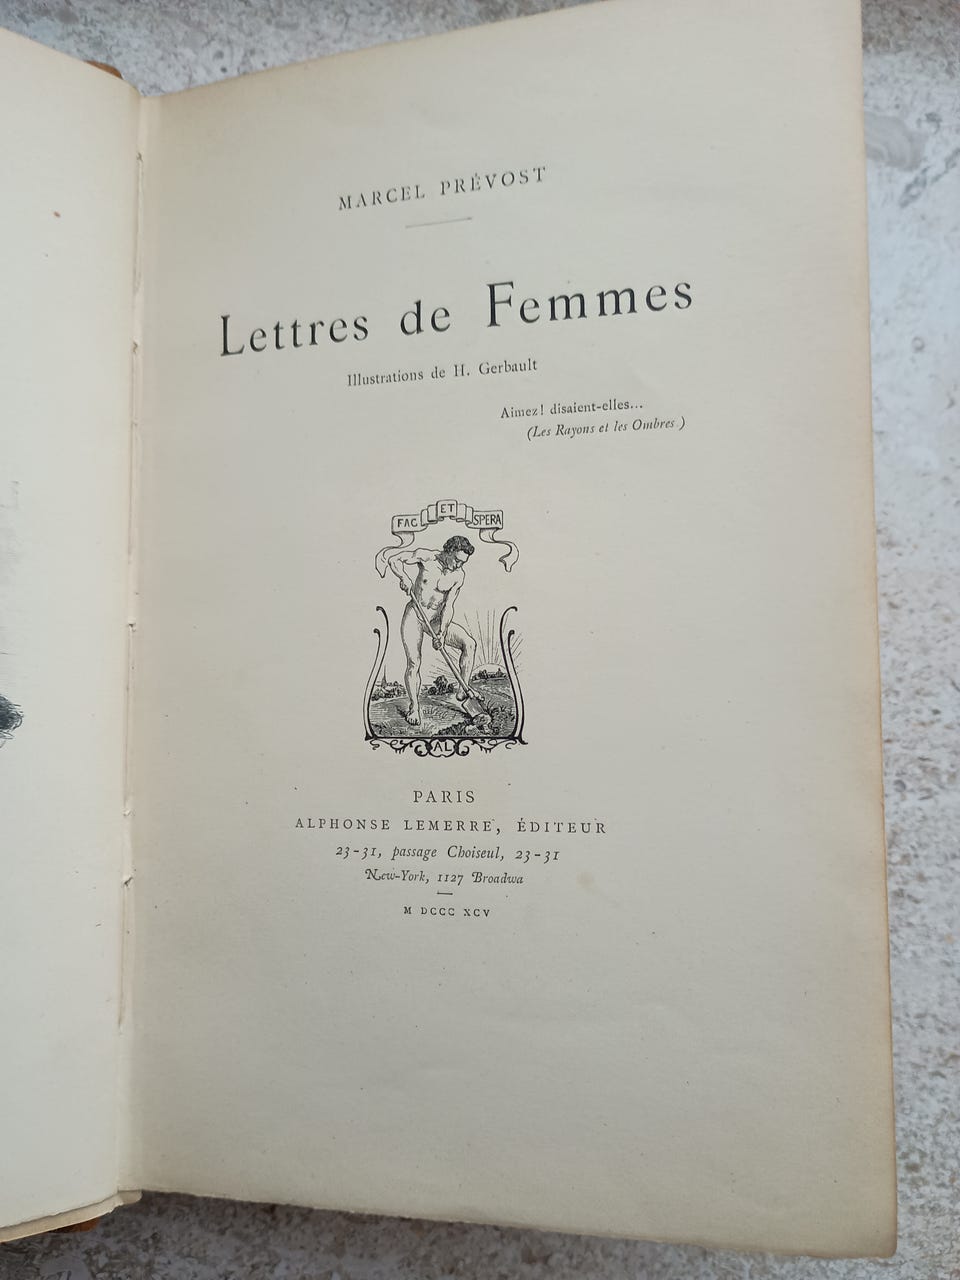 MARCEL PRÉVOST
Lettres de Femmes
Illustrations de H. Gerbault
Aimez! disaient-elles...
(Les Rayons et les Ombres)
FAC ET SPERA
AL
PARIS
ALPHONSE LEMERRE, ÉDITEUR
23-31, passage Choiseul, 23-31
New-York, 1127 Broadwa
M DCCC XCV